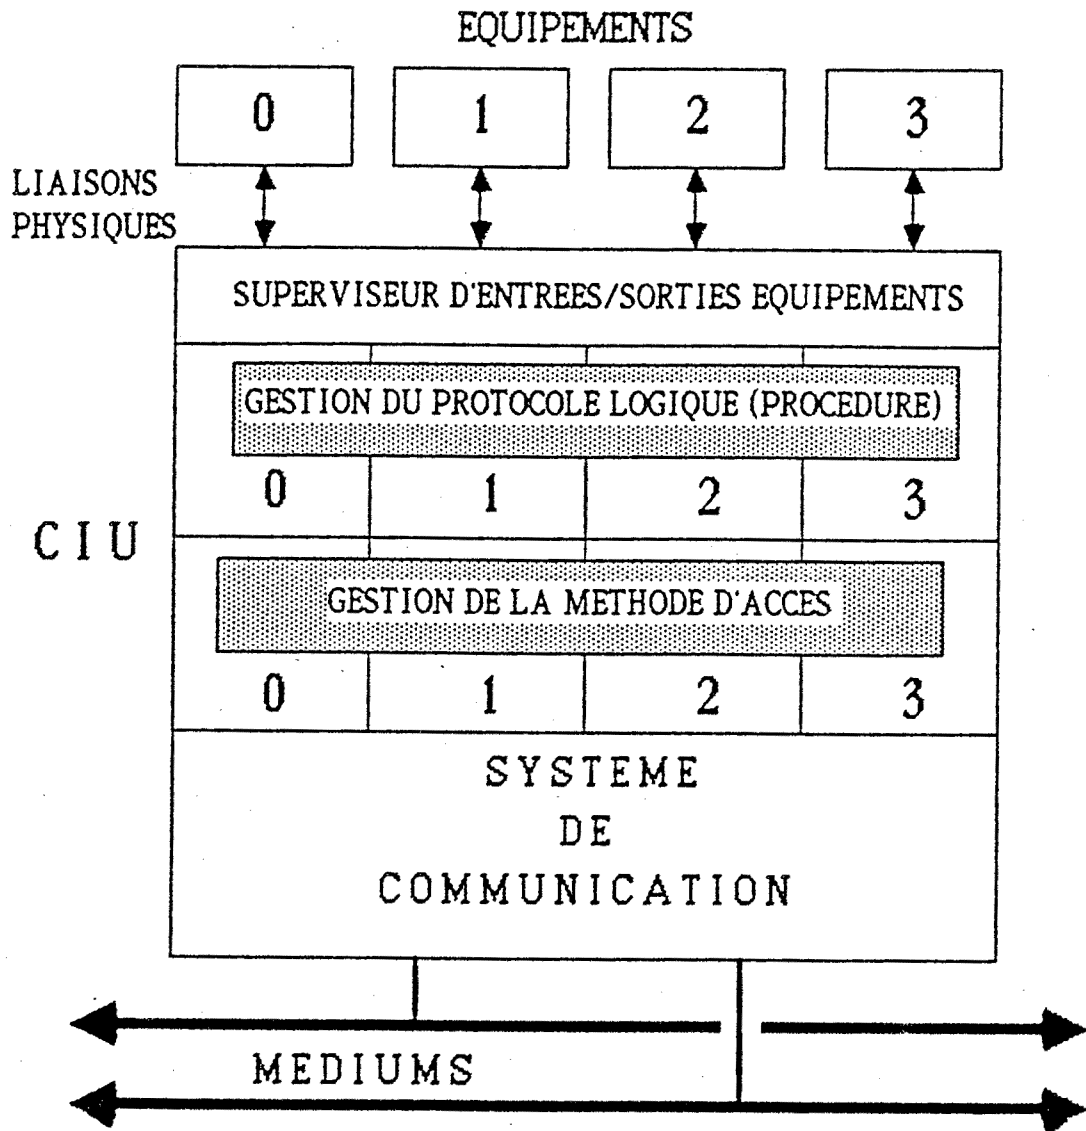 EQUIPEMENTS
0 1 2 3
LIAISONS
PHYSIQUES
SUPERVISEUR D'ENTREES/SORTIES EQUIPEMENTS
GESTION DU PROTOCOLE LOGIQUE (PROCEDURE)
0 1 2 3
CIU
GESTION DE LA METHODE D'ACCES
0 1 2 3
SYSTEME
DE
COMMUNICATION
MEDIUMS